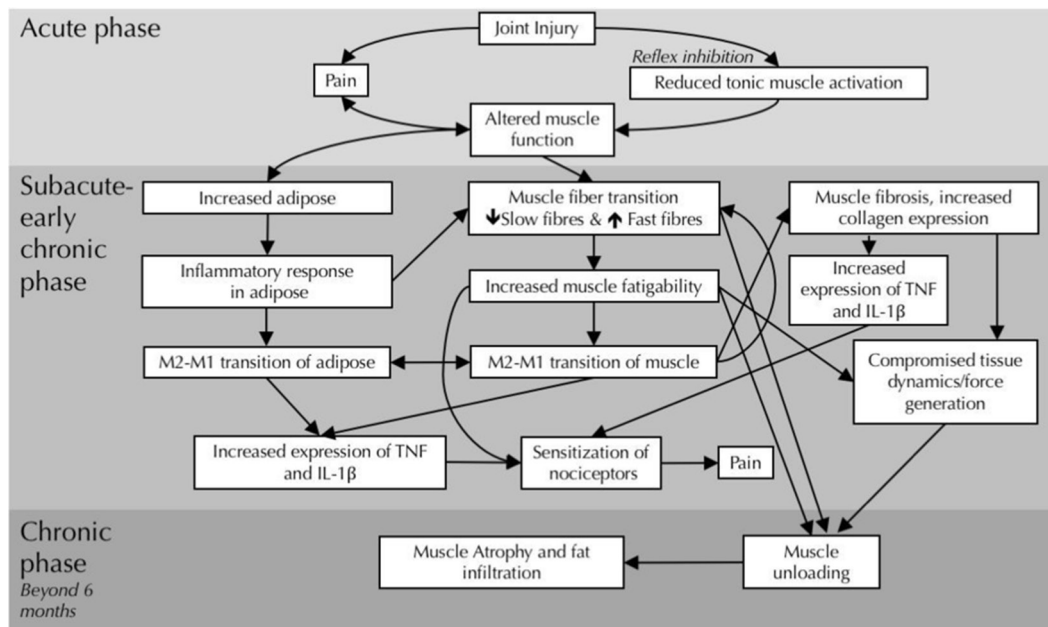 Acute phase
Joint Injury
Reflex inhibition
Pain
Reduced tonic muscle activation
Altered muscle
function
Subacute-
early
chronic
phase
Increased adipose
Muscle fiber transition
🡇Slow fibres & 🡅 Fast fibres
Muscle fibrosis, increased
collagen expression
Inflammatory response
in adipose
Increased muscle fatigability
Increased
expression of TNF
and IL-1β
M2-M1 transition of adipose
M2-M1 transition of muscle
Compromised tissue
dynamics/force
generation
Increased expression of TNF
and IL-1β
Sensitization of
nociceptors
Pain
Chronic
phase
Beyond 6
months
Muscle Atrophy and fat
infiltration
Muscle
unloading